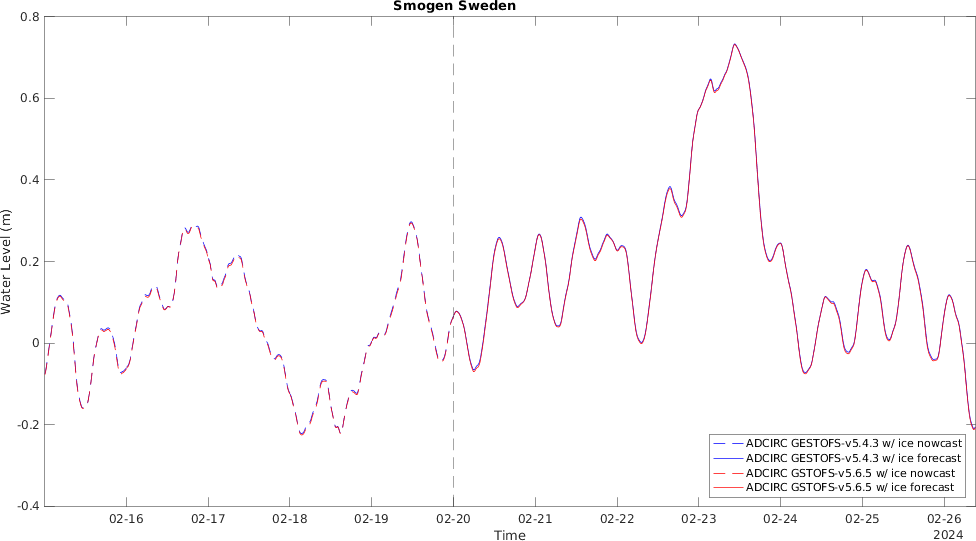 Smogen Sweden
0.8
0.6
0.4
0.2
0
-0.2
-0.4
Water Level (m)
02-16 02-17 02-18 02-19 02-20 02-21 02-22 02-23 02-24 02-25 02-26
2024
Time
ADCIRC GESTOFS-v5.4.3 w/ ice nowcast
ADCIRC GESTOFS-v5.4.3 w/ ice forecast
ADCIRC GSTOFS-v5.6.5 w/ ice nowcast
ADCIRC GSTOFS-v5.6.5 w/ ice forecast